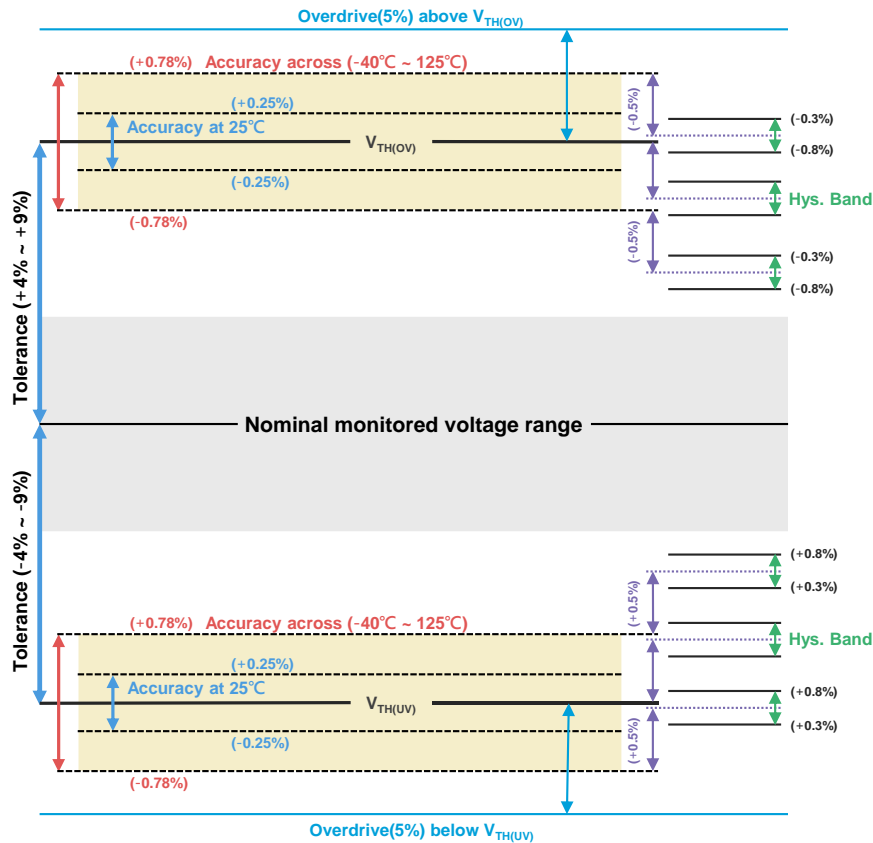 Overdrive(5%) above VTH(OV)
(+0.78%) Accuracy across (-40℃ ~ 125℃)
(+0.25%)
Accuracy at 25℃
VTH(OV)
(-0.25%)
(-0.78%)
(-0.5%)
(-0.5%)
(-0.3%)
(-0.8%)
Hys. Band
(-0.3%)
(-0.8%)
Tolerance (+4% ~ +9%)
Nominal monitored voltage range
Tolerance (-4% ~ -9%)
(+0.78%) Accuracy across (-40℃ ~ 125℃)
(+0.25%)
Accuracy at 25℃
VTH(UV)
(-0.25%)
(-0.78%)
(+0.5%)
(+0.5%)
(+0.8%)
(+0.3%)
Hys. Band
(+0.8%)
(+0.3%)
Overdrive(5%) below VTH(UV)